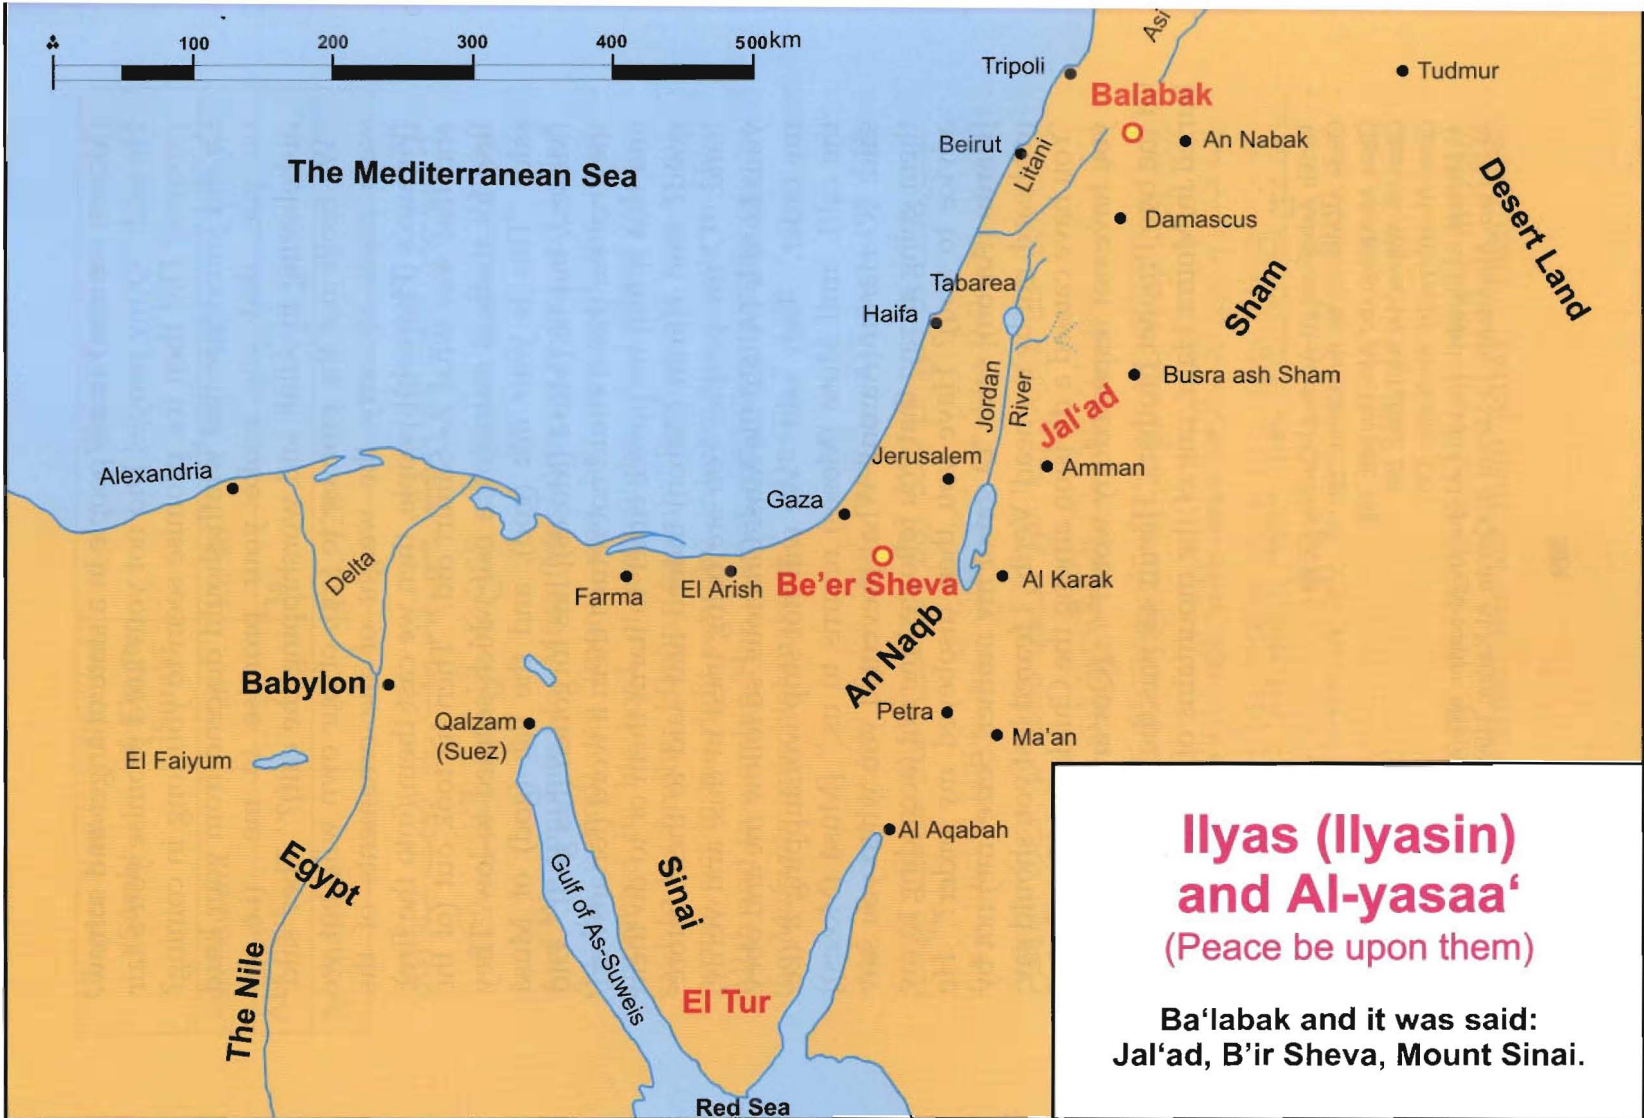 100
200
300
400
500km
Asi
Tripoli
Tudmur
Balabak
Beirut
Litani
An Nabak
The Mediterranean Sea
Desert Land
Damascus
Tabarea
Sham
Haifa
Jordan
River
Busra ash Sham
Jal‘ad
Jerusalem
Amman
Alexandria
Gaza
Delta
Farma
El Arish
Be’er Sheva
Al Karak
An Naqb
Babylon
Petra
Qalzam
(Suez)
Ma’an
El Faiyum
Al Aqabah
Egypt
Gulf of As-Suweis
Sinai
The Nile
El Tur
Red Sea
Ilyas (Ilyasin)
and Al-yasaa‘
(Peace be upon them)
Ba‘labak and it was said:
Jal‘ad, B’ir Sheva, Mount Sinai.